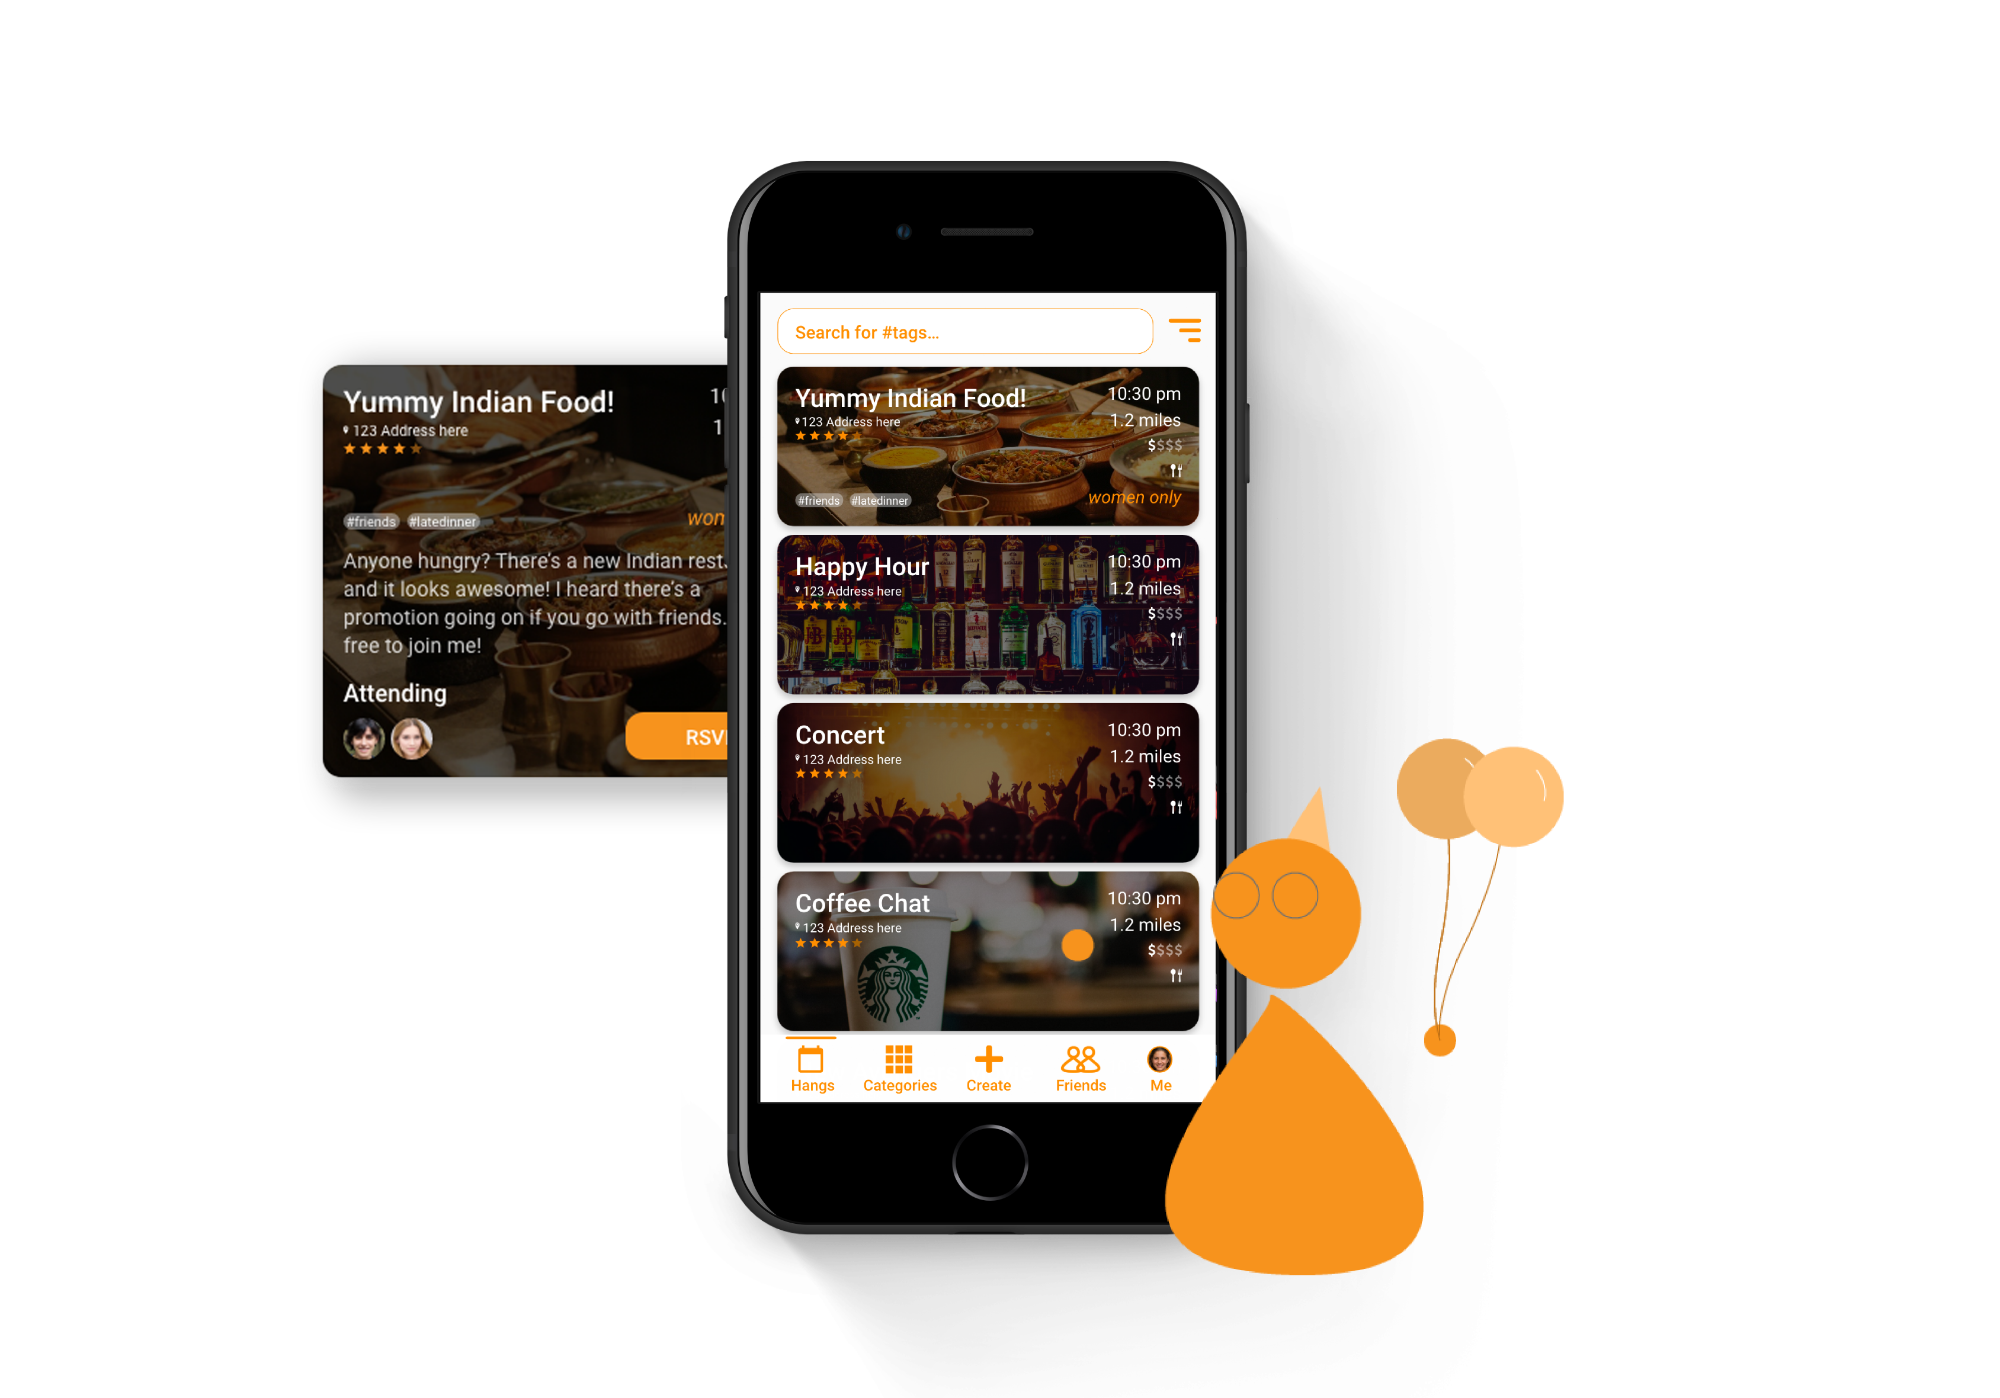 Yummy Indian Food!
123 Address here
#friends #latedinner
Anyone hungry? There's a new Indian rest.
and it looks awesome! I heard there's a
promotion going on if you go with friends.
free to join me!
Attending
Search for #tags...
Yummy Indian Food!
10:30 pm
123 Address here
1.2 miles
$$$$
#friends #latedinner
women only
Happy Hour
10:30 pm
123 Address here
1.2 miles
$$$$
Concert
10:30 pm
123 Address here
1.2 miles
$$$$
Coffee Chat
10:30 pm
123 Address here
1.2 miles
$$$$
Hangs Categories Create Friends Me